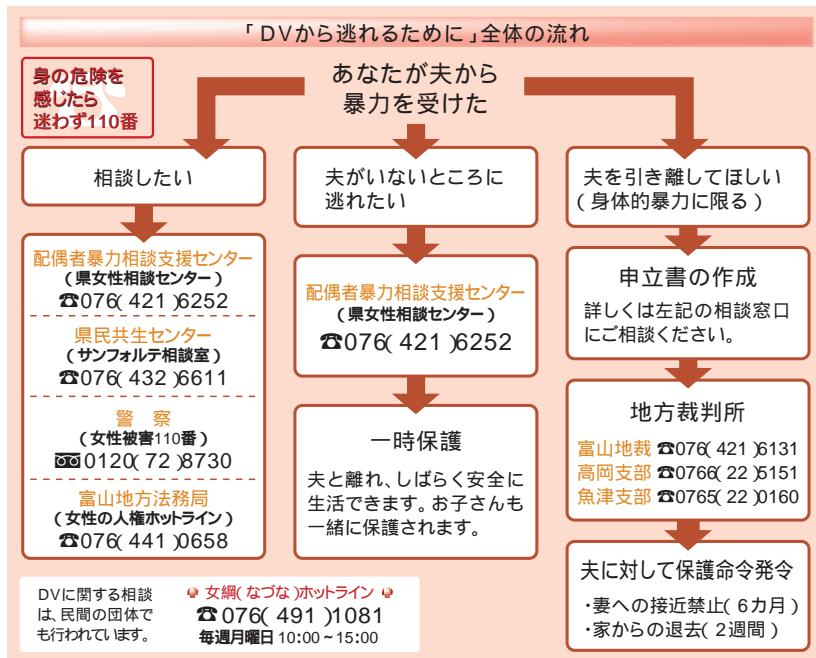 「DVから逃れるために」全体の流れ
身の危険を
感じたら
迷わず110番
あなたが夫から
暴力を受けた
相談したい
配偶者暴力相談支援センター
(県女性相談センター)
☎076(421)6252
県民共生センター
(サンフォルテ相談室)
☎076(432)6611
警 察
(女性被害110番)
0120(72)8730
富山地方法務局
(女性の人権ホットライン)
☎076(441)0658
夫がいないところに
逃れたい
配偶者暴力相談支援センター
(県女性相談センター)
☎076(421)6252
一時保護
夫と離れ、しばらく安全に
生活できます。お子さんも
一緒に保護されます。
夫を引き離してほしい
(身体的暴力に限る)
申立書の作成
詳しくは左記の相談窓口
にご相談ください。
地方裁判所
富山地裁 ☎076(421)6131
高岡支部 ☎0766(22)5151
魚津支部 ☎0765(22)0160
夫に対して保護命令発令
・妻への接近禁止(6カ月)
・家からの退去(2週間)
DVに関する相談
は、民間の団体で
も行われています。
女綱(なづな)ホットライン
☎076(491)1081
毎週月曜日 10:00~15:00